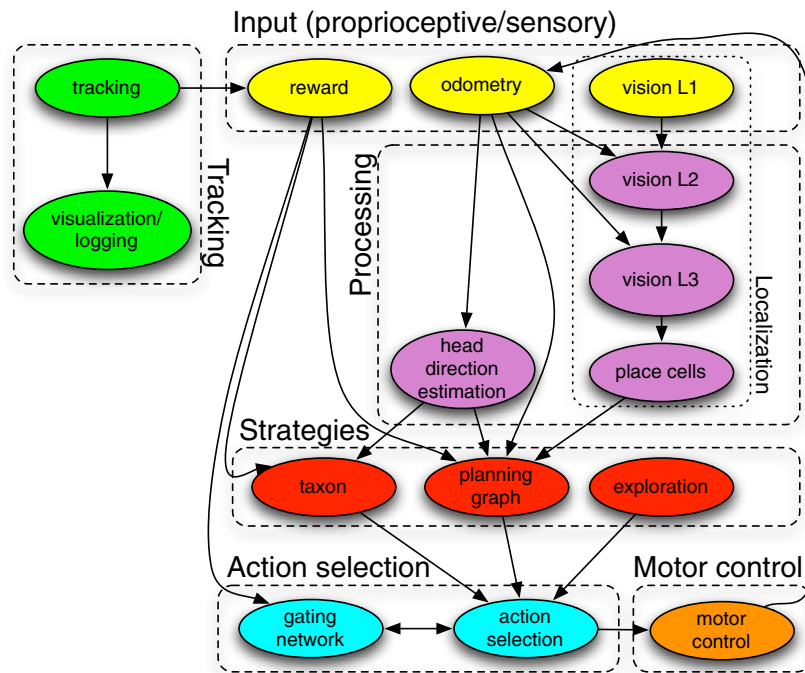 Input (proprioceptive/sensory)
tracking
reward
odometry
vision L1
Tracking
visualization/
logging
Processing
vision L2
vision L3
Localization
head
direction
estimation
place cells
Strategies
taxon
planning
graph
exploration
Action selection
Motor control
gating
network
action
selection
motor
control